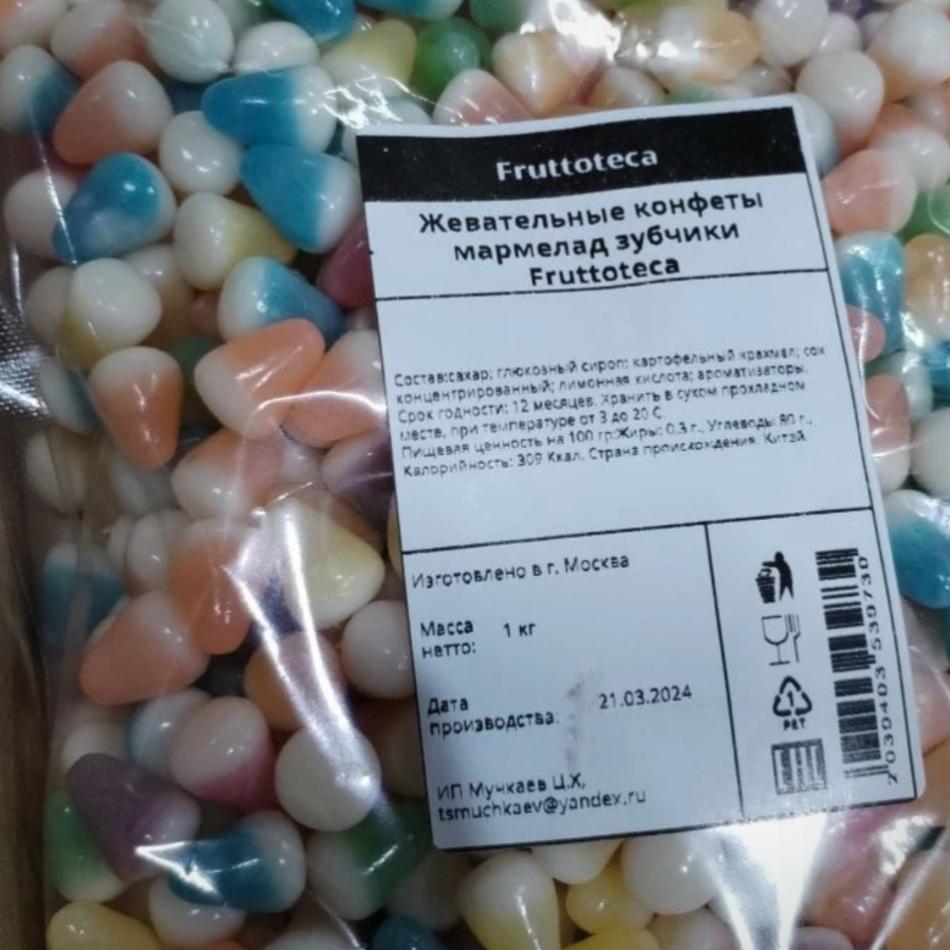 Fruttoteca
Жевательные конфеты
мармелад зубчики
Fruttoteca
Состав:сахар; глюкозный сироп; картофельный крахмал; сок
концентрированный; лимонная кислота; ароматизаторы.
Срок годности: 12 месяцев. Хранить в сухом прохладном
месте, при температуре от 3 до 20 С.
Пищевая ценность на 100 гр:Жиры: 0,3 г., Углеводы 80 г.,
Калорийность: 309 Ккал. Страна происхождения: Китай.
Изготовлено в г. Москва
Масса 1 кг
нетто:
Дата 21.03.2024
производства:
ИП Мучкаев Ц.Х,
tsmuchkaev@yandex.ru
PET
2039403539730